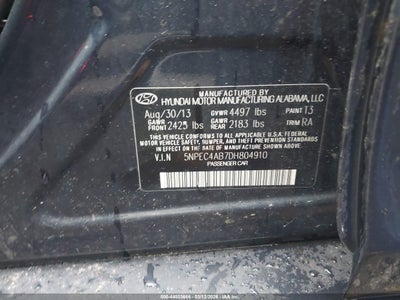 MANUFACTURED BY
HYUNDAI MOTOR MANUFACTURING ALABAMA, LLC
Aug/30/13 GVWR 4497 lbs PAINT T3
GAWR FRONT 2425 lbs GAWR REAR 2183 lbs TRIM RA
THIS VEHICLE CONFORMS TO ALL APPLICABLE U.S.A. FEDERAL
MOTOR VEHICLE SAFETY, BUMPER, AND THEFT PREVENTION STANDARDS
IN EFFECT ON THE DATE OF MANUFACTURE SHOWN ABOVE.
V.I.N 5NPEC4AB7DH804910
PASSENGER CAR